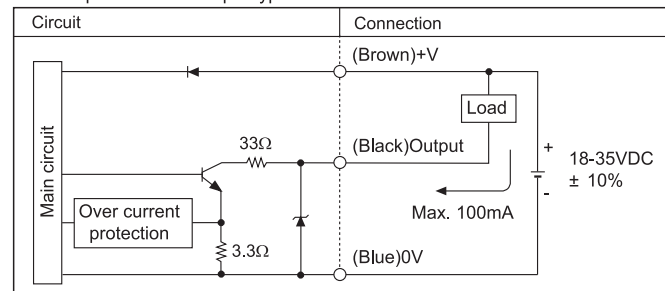 Circuit
Connection
(Brown)+V
Load
33Ω
(Black)Output
+
18-35VDC
± 10%
-
Main circuit
Over current
protection
Max. 100mA
3.3Ω
(Blue)0V